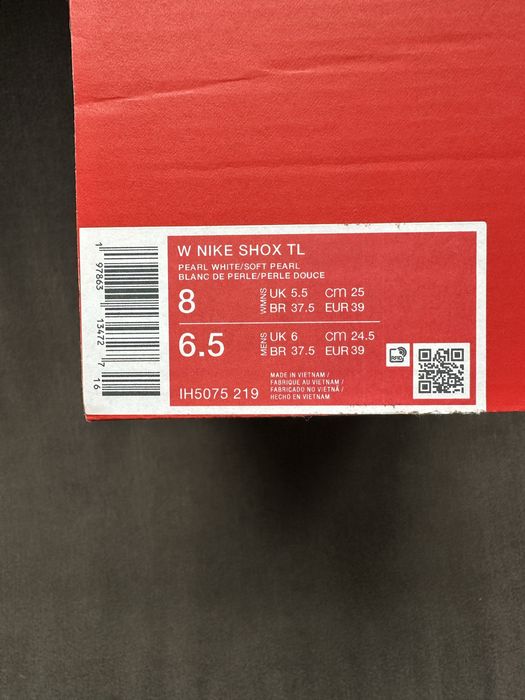 W NIKE SHOX TL
PEARL WHITE/SOFT PEARL
BLANC DE PERLE/PERLE DOUCE
8 WMNS UK 5.5 CM 25
BR 37.5 EUR 39
6.5 MENS UK 6 CM 24.5
BR 37.5 EUR 39
RFID
IH5075 219
MADE IN VIETNAM /
FABRIQUE AU VIETNAM /
FABRICADO NO VIETNÃ /
HECHO EN VIETNAM
1 97863 13472 7 16